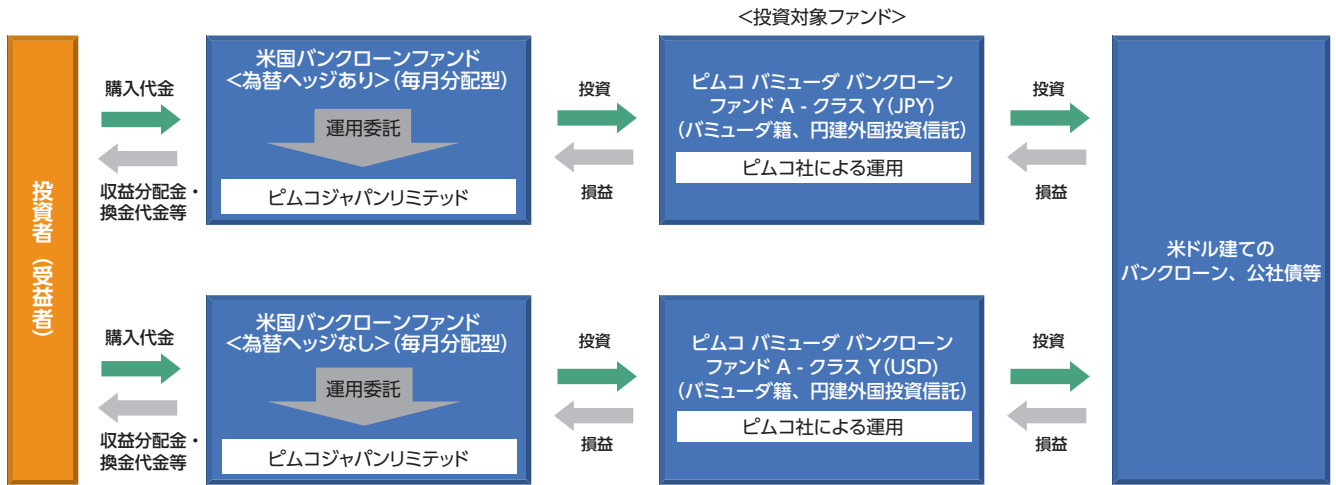 ＜投資対象ファンド＞
投資者（受益者）
購入代金
収益分配金・
換金代金等
米国バンクローンファンド
＜為替ヘッジあり＞（毎月分配型）
運用委託
ピムコジャパンリミテッド
投資
損益
ピムコ バミューダ バンクローン
ファンド A - クラス Y（JPY）
（バミューダ籍、円建外国投資信託）
ピムコ社による運用
投資
損益
米ドル建ての
バンクローン、公社債等
購入代金
収益分配金・
換金代金等
米国バンクローンファンド
＜為替ヘッジなし＞（毎月分配型）
運用委託
ピムコジャパンリミテッド
投資
損益
ピムコ バミューダ バンクローン
ファンド A - クラス Y（USD）
（バミューダ籍、円建外国投資信託）
ピムコ社による運用
投資
損益